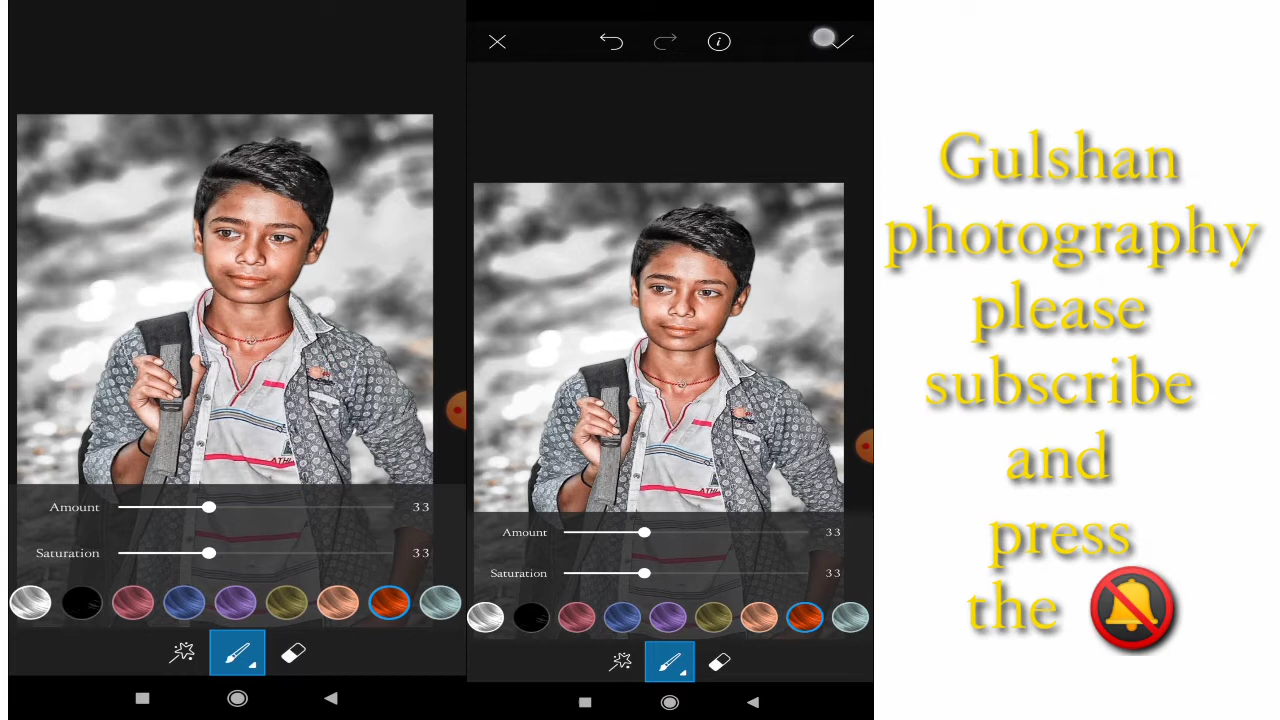 Amount 33
Saturation 33
Amount 33
Saturation 33
Gulshan
photography
please
subscribe
and
press
the